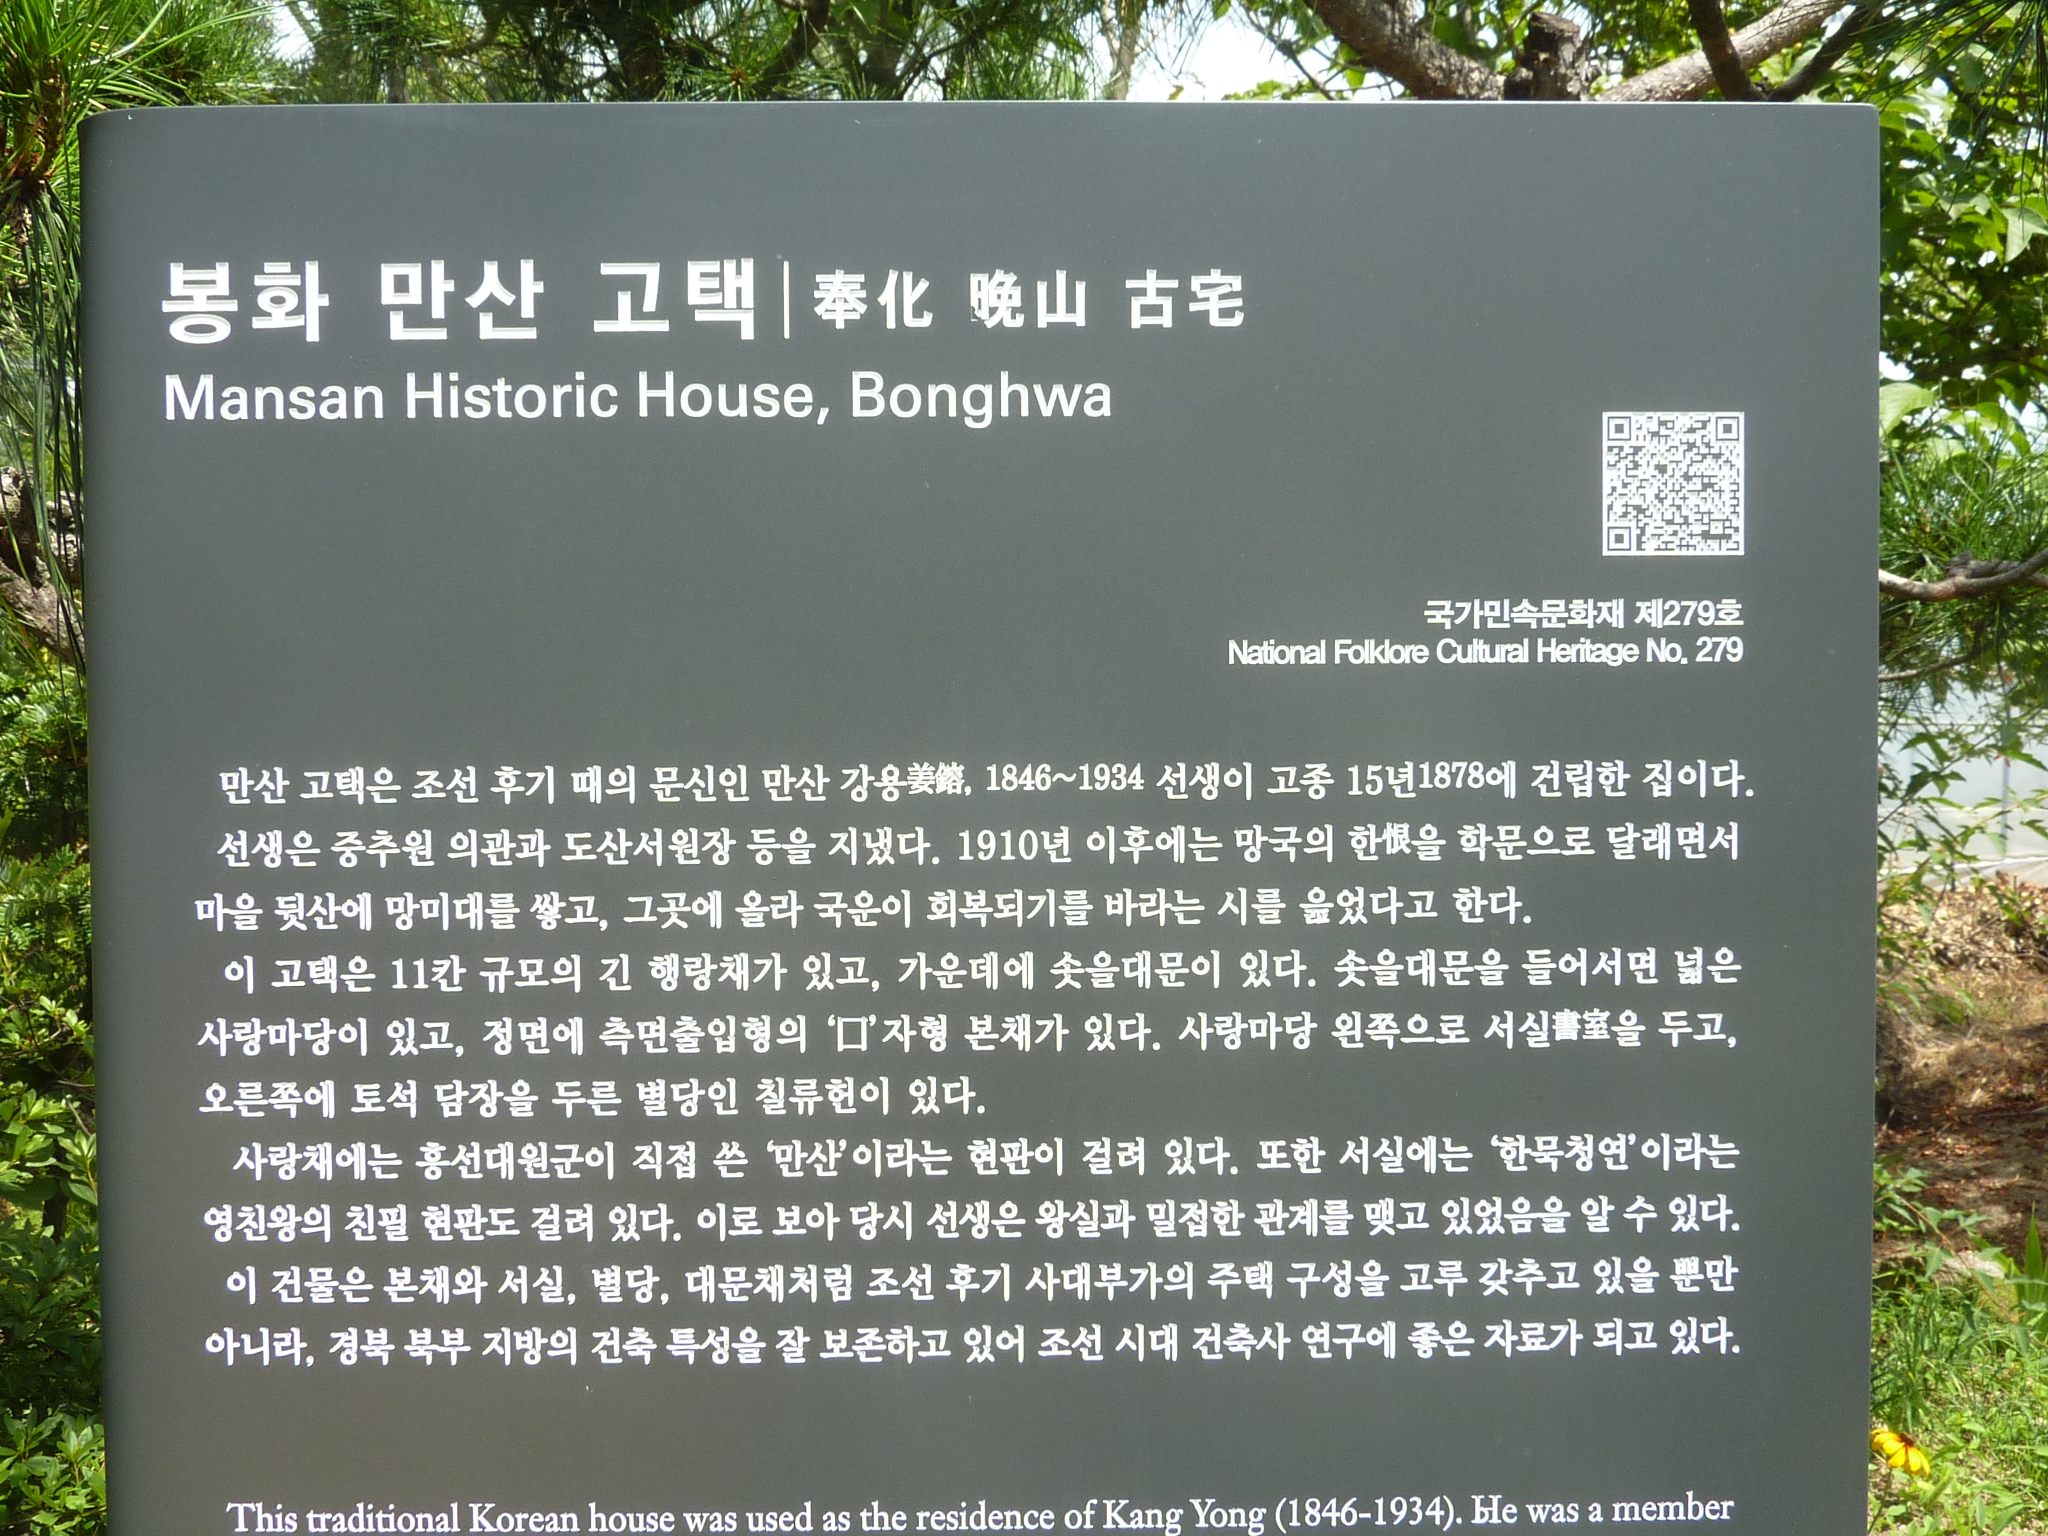 봉화 만산 고택 | 奉化 晩山 古宅
Mansan Historic House, Bonghwa
국가민속문화재 제279호
National Folklore Cultural Heritage No. 279
만산 고택은 조선 후기 때의 문신인 만산 강용姜鎔, 1846~1934 선생이 고종 15년1878에 건립한 집이다.
선생은 중추원 의관과 도산서원장 등을 지냈다. 1910년 이후에는 망국의 한恨을 학문으로 달래면서
마을 뒷산에 망미대를 쌓고, 그곳에 올라 국운이 회복되기를 바라는 시를 읊었다고 한다.
이 고택은 11칸 규모의 긴 행랑채가 있고, 가운데에 솟을대문이 있다. 솟을대문을 들어서면 넓은
사랑마당이 있고, 정면에 측면출입형의 ‘口’자형 본채가 있다. 사랑마당 왼쪽으로 서실書室을 두고,
오른쪽에 토석 담장을 두른 별당인 칠류헌이 있다.
사랑채에는 흥선대원군이 직접 쓴 ‘만산’이라는 현판이 걸려 있다. 또한 서실에는 ‘한묵청연’이라는
영친왕의 친필 현판도 걸려 있다. 이로 보아 당시 선생은 왕실과 밀접한 관계를 맺고 있었음을 알 수 있다.
이 건물은 본채와 서실, 별당, 대문채처럼 조선 후기 사대부가의 주택 구성을 고루 갖추고 있을 뿐만
아니라, 경북 북부 지방의 건축 특성을 잘 보존하고 있어 조선 시대 건축사 연구에 좋은 자료가 되고 있다.
This traditional Korean house was used as the residence of Kang Yong (1846-1934). He was a member